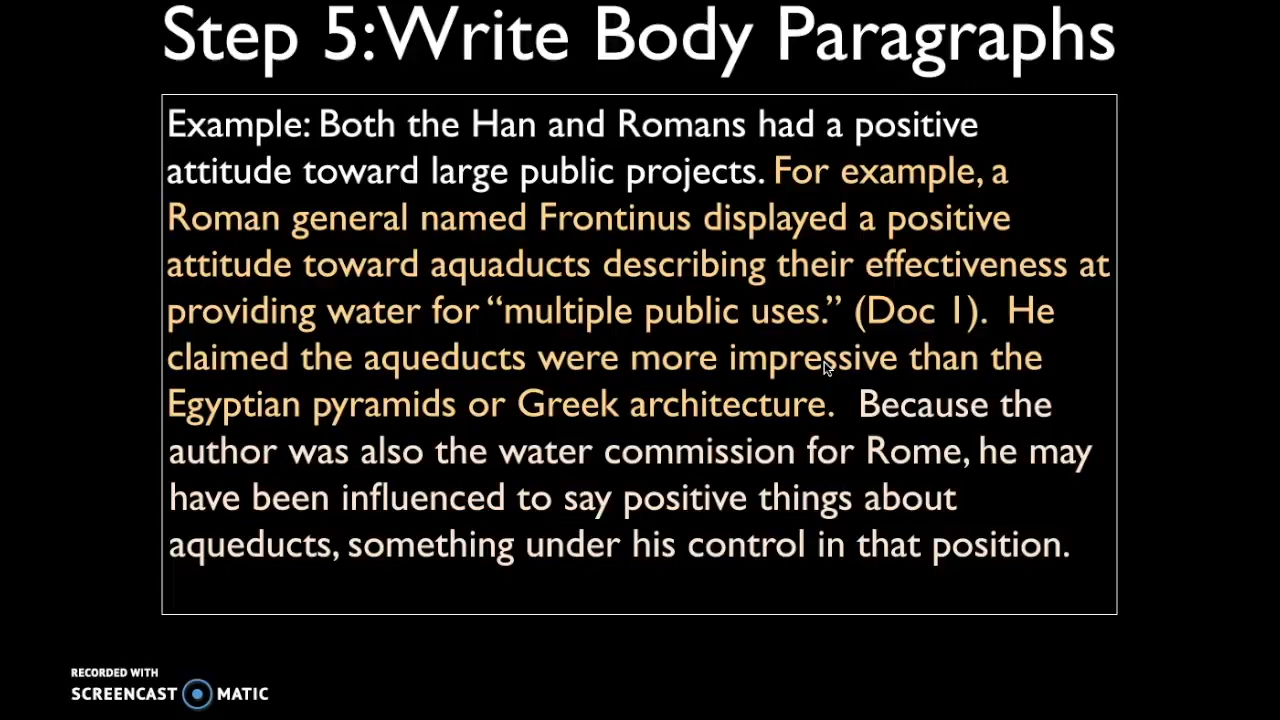 Step 5: Write Body Paragraphs
Example: Both the Han and Romans had a positive
attitude toward large public projects. For example, a
Roman general named Frontinus displayed a positive
attitude toward aquaducts describing their effectiveness at
providing water for “multiple public uses.” (Doc 1). He
claimed the aqueducts were more impressive than the
Egyptian pyramids or Greek architecture. Because the
author was also the water commission for Rome, he may
have been influenced to say positive things about
aqueducts, something under his control in that position.
RECORDED WITH
SCREENCAST MATIC